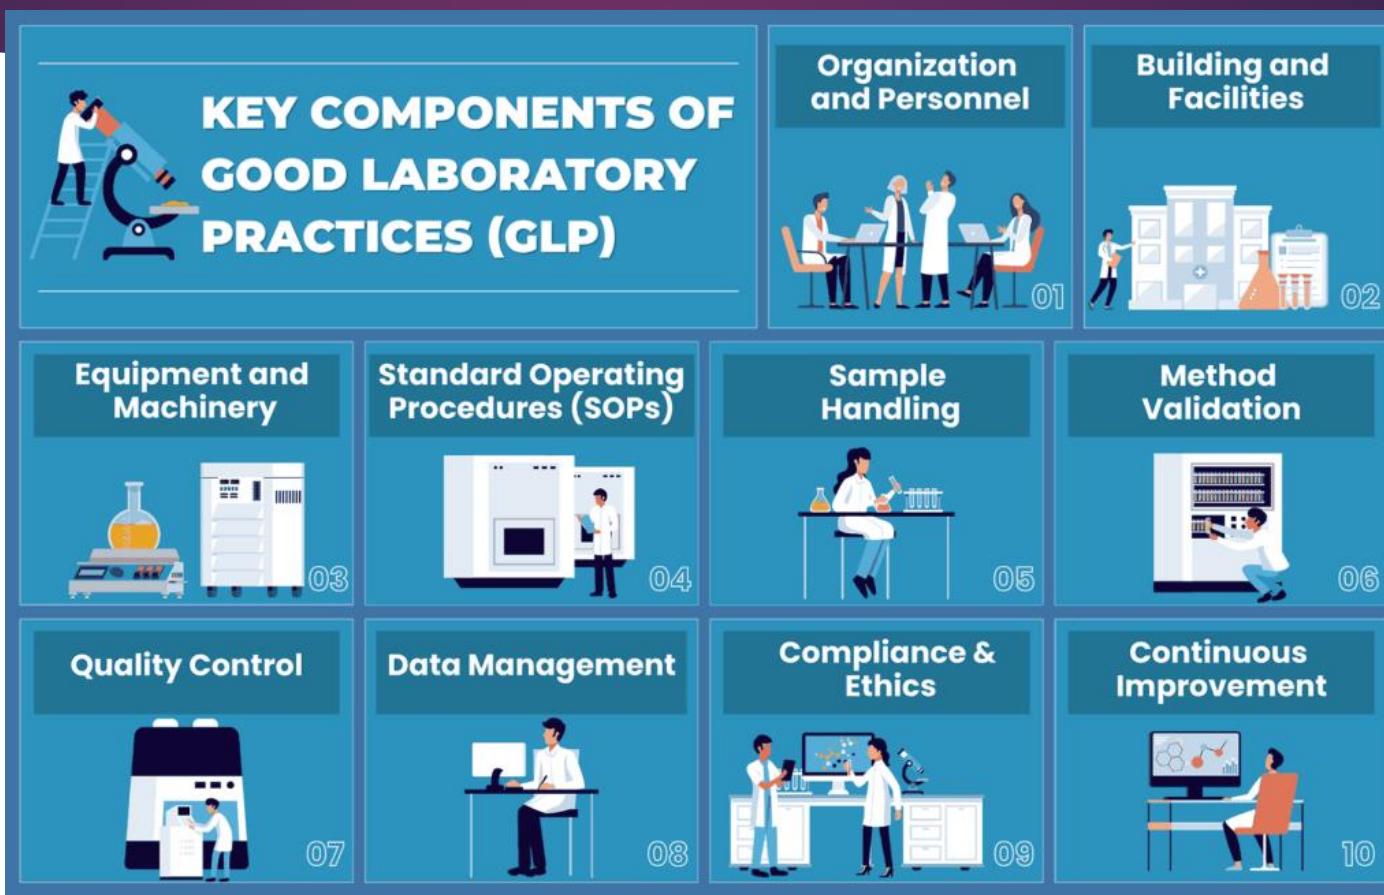 KEY COMPONENTS OF
GOOD LABORATORY
PRACTICES (GLP)
Organization
and Personnel
01
Building and
Facilities
02
Equipment and
Machinery
03
Standard Operating
Procedures (SOPs)
04
Sample
Handling
05
Method
Validation
06
Quality Control
07
Data Management
08
Compliance &
Ethics
09
Continuous
Improvement
10